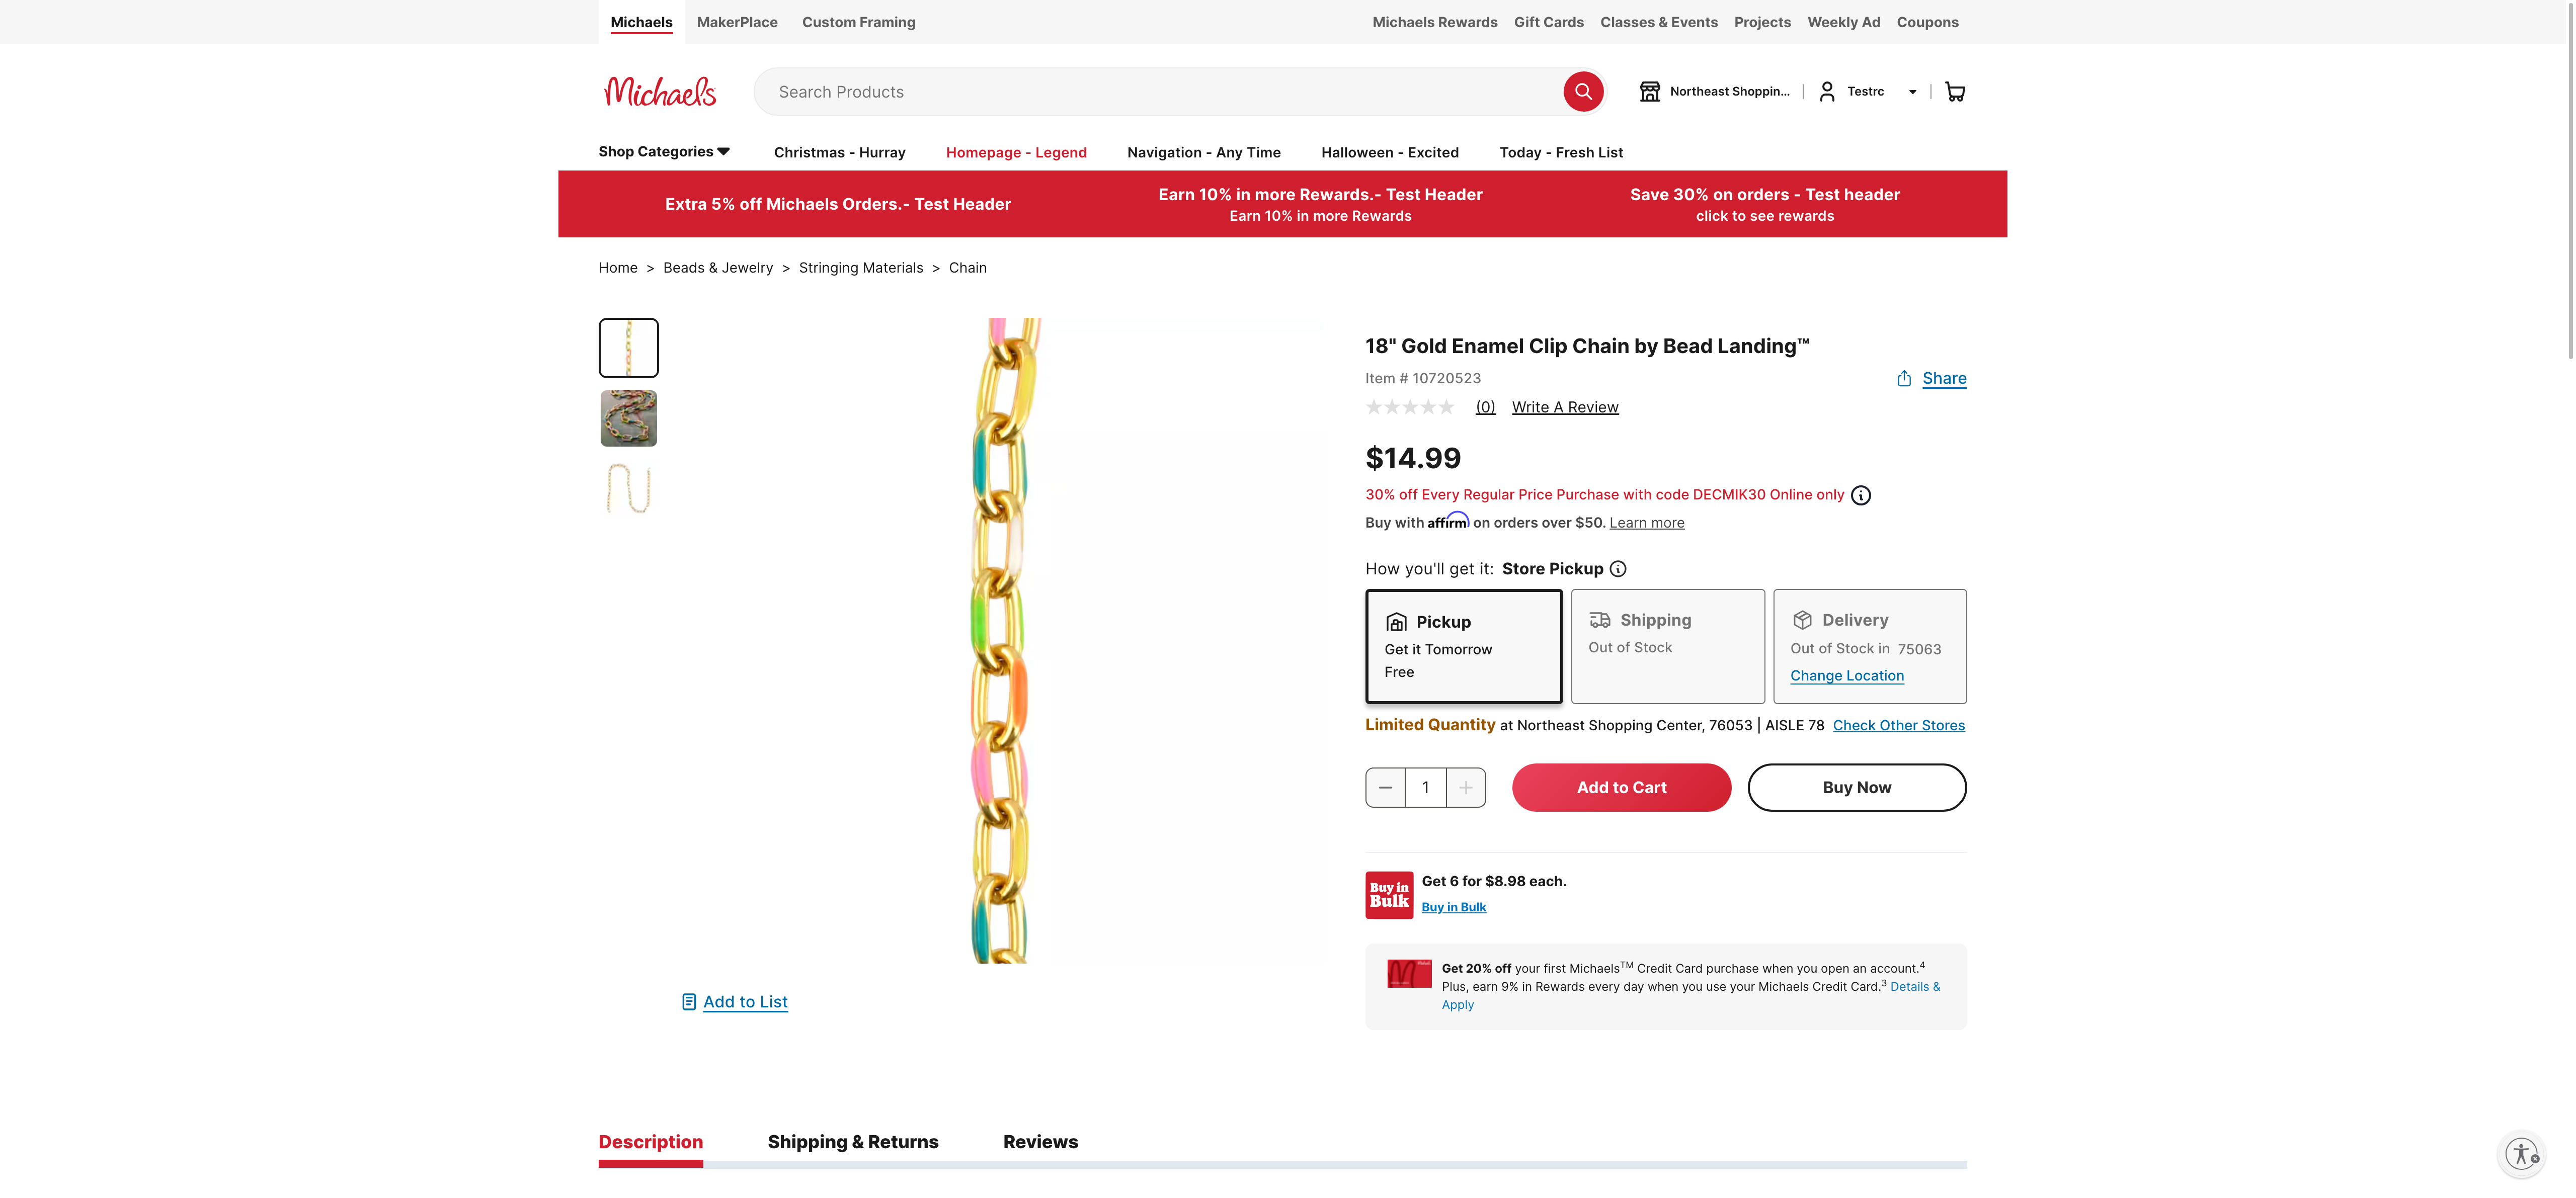 Michaels
MakerPlace
Custom Framing
Michaels Rewards
Gift Cards
Classes & Events
Projects
Weekly Ad
Coupons
Michaels
Search Products
Northeast Shoppin...
Testrc
Shop Categories
Christmas - Hurray
Homepage - Legend
Navigation - Any Time
Halloween - Excited
Today - Fresh List
Extra 5% off Michaels Orders.- Test Header
Earn 10% in more Rewards.- Test Header
Earn 10% in more Rewards
Save 30% on orders - Test header
click to see rewards
Home > Beads & Jewelry > Stringing Materials > Chain
18" Gold Enamel Clip Chain by Bead Landing™
Item # 10720523
Share
(0) Write A Review
$14.99
30% off Every Regular Price Purchase with code DECMIK30 Online only
Buy with affirm on orders over $50. Learn more
How you'll get it: Store Pickup
Pickup
Get it Tomorrow
Free
Shipping
Out of Stock
Delivery
Out of Stock in 75063
Change Location
Limited Quantity at Northeast Shopping Center, 76053 | AISLE 78 Check Other Stores
1
Add to Cart
Buy Now
Buy in
Bulk
Get 6 for $8.98 each.
Buy in Bulk
Get 20% off your first Michaels™ Credit Card purchase when you open an account.4
Plus, earn 9% in Rewards every day when you use your Michaels Credit Card.3 Details &
Apply
Add to List
Description
Shipping & Returns
Reviews